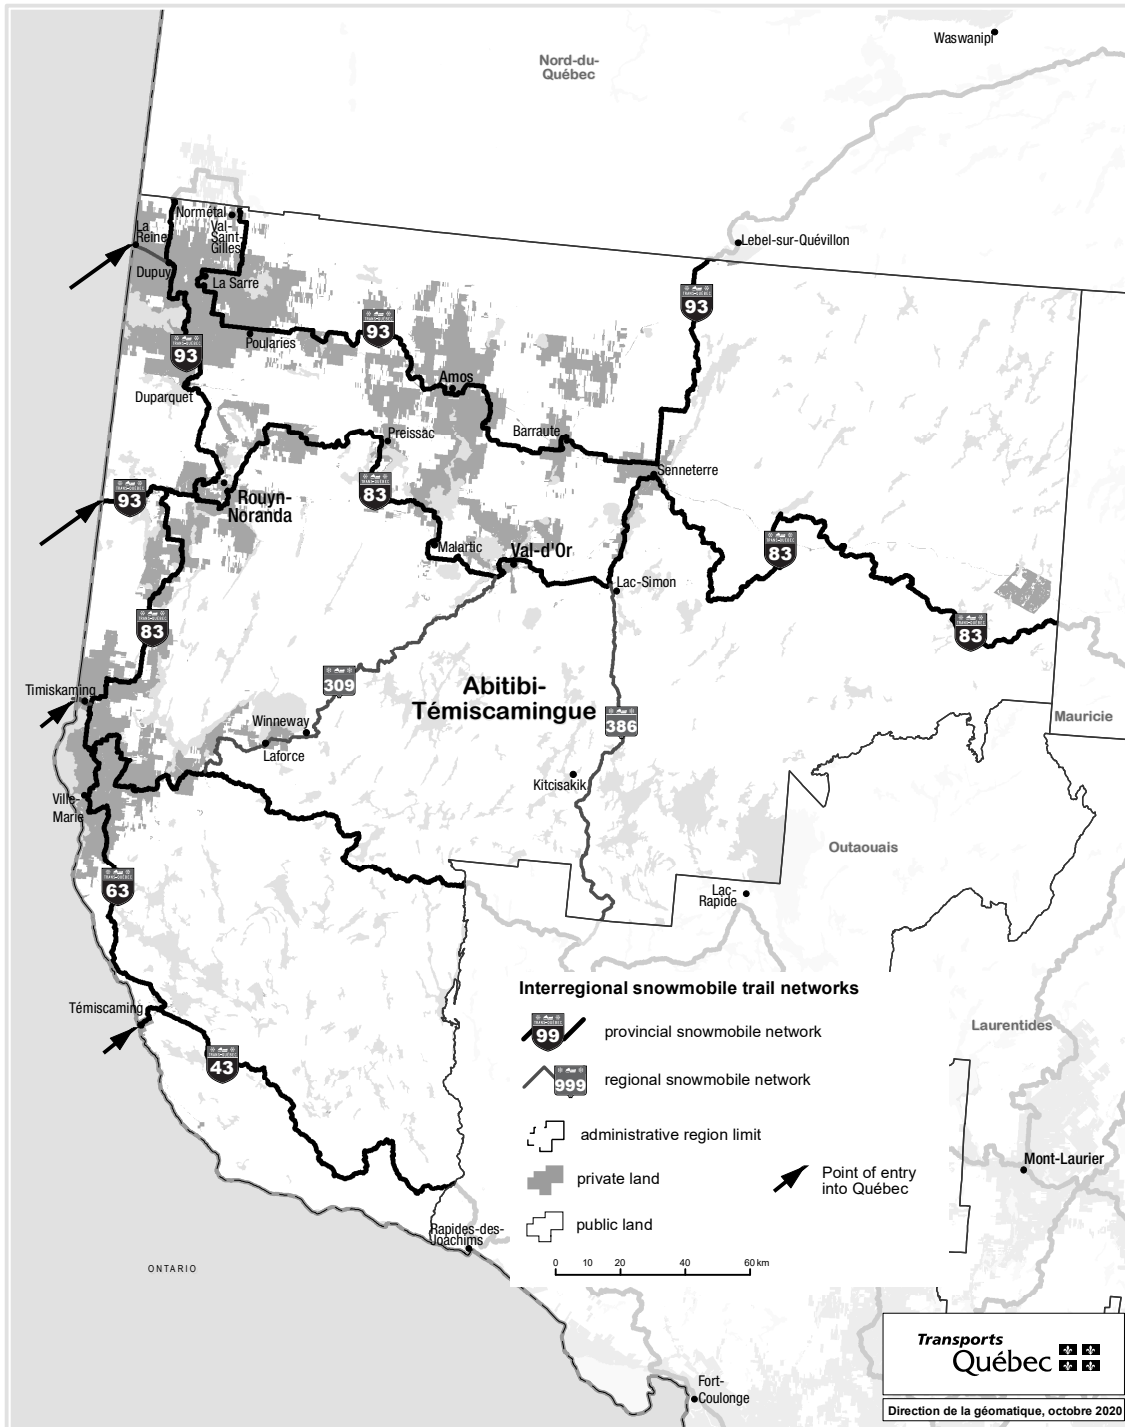 Waswanipi
Nord-du-
Québec
Normétal
Val-
Saint-
Gilles
La
Reine
Dupuy
La Sarre
Lebel-sur-Quévillon
93
93
93
Poularies
Amos
Duparquet
Preissac
Barraute
Senneterre
93
83
Rouyn-
Noranda
Malartic
Val-d'Or
83
Lac-Simon
83
83
309
Abitibi-
Témiscamingue
Timiskaming
Winneway
Laforce
386
Mauricie
Kitcisakik
Ville-
Marie
Outaouais
63
Lac-
Rapide
Témiscaming
43
Interregional snowmobile trail networks
99
provincial snowmobile network
999
regional snowmobile network
administrative region limit
private land
public land
Point of entry
into Québec
0 10 20 40 60 km
Laurentides
Mont-Laurier
Rapides-des-
Joachims
ONTARIO
Fort-
Coulonge
Transports
Québec
Direction de la géomatique, octobre 2020